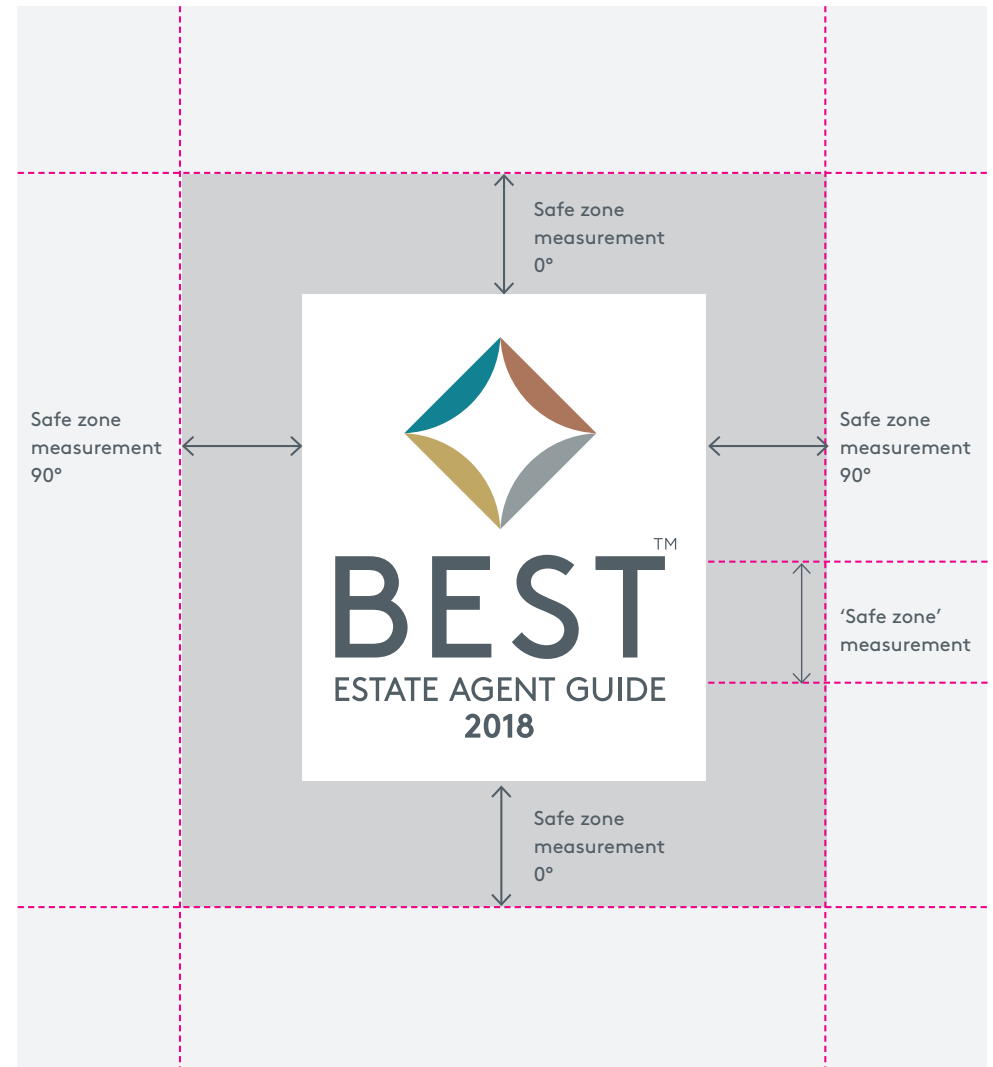 Safe zone
measurement
0°
Safe zone
measurement
90°
Safe zone
measurement
90°
TM
BEST
‘Safe zone’
measurement
ESTATE AGENT GUIDE
2018
Safe zone
measurement
0°